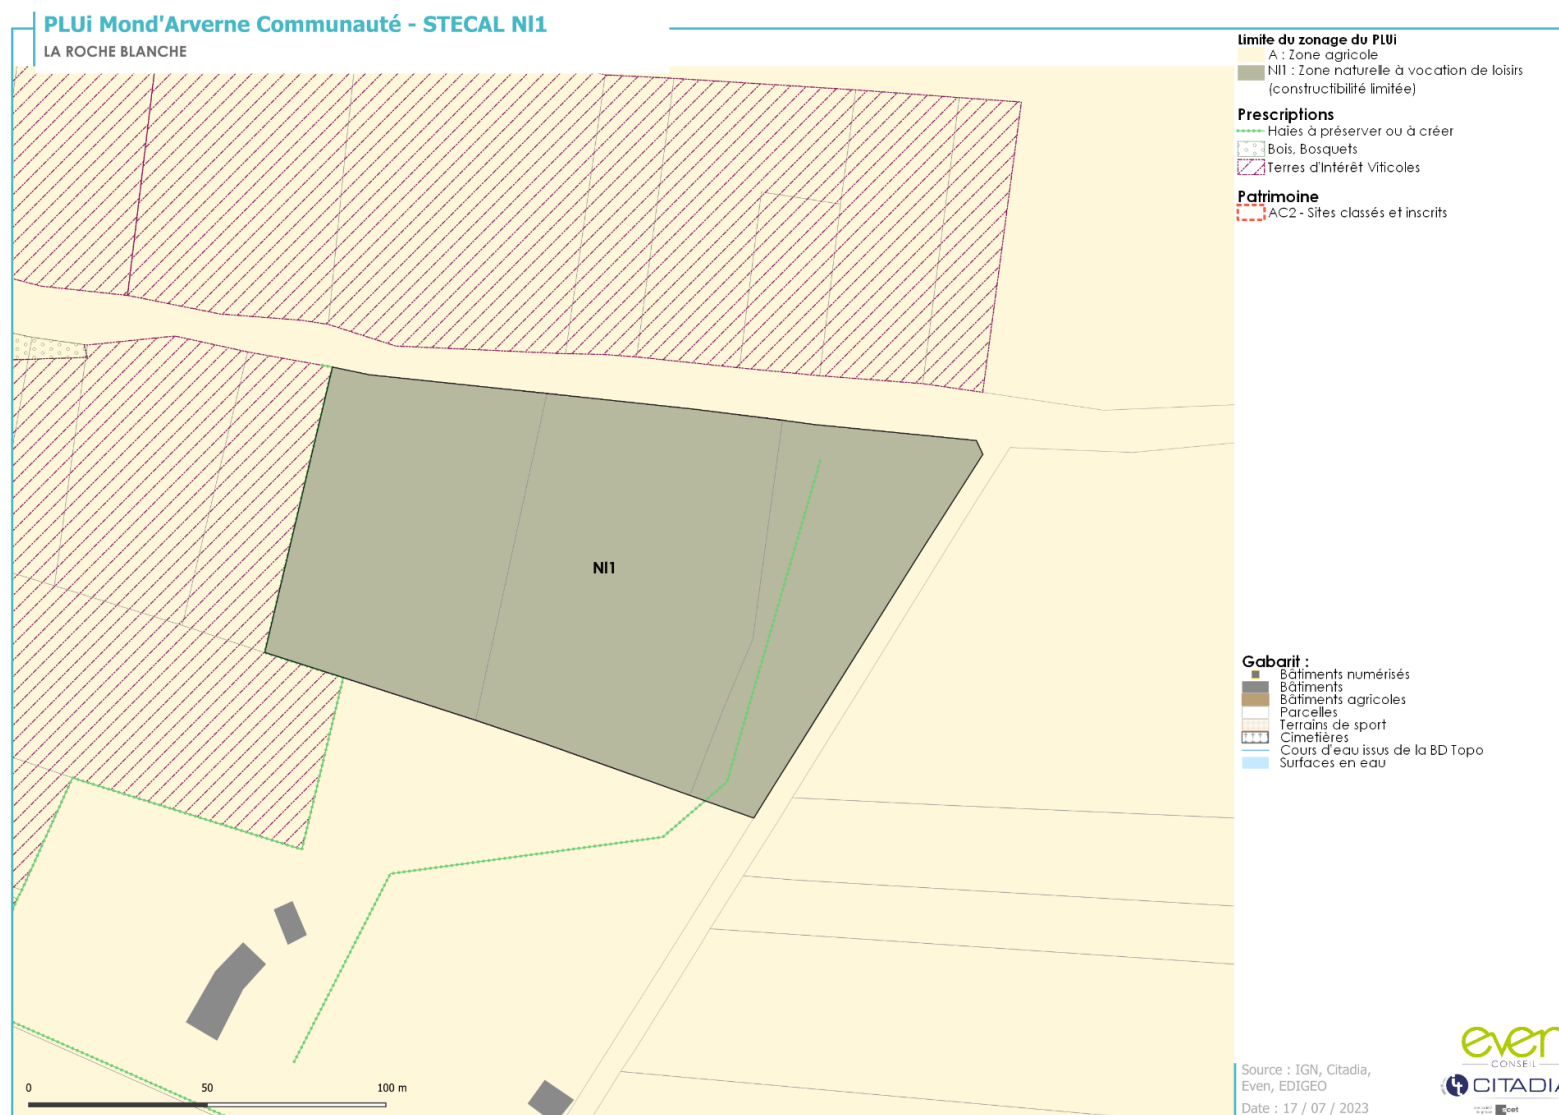 PLUi Mond'Arverne Communauté - STECAL Nl1
LA ROCHE BLANCHE
Limite du zonage du PLUi
A : Zone agricole
Nl1 : Zone naturelle à vocation de loisirs
(constructibilité limitée)
Prescriptions
Haies à préserver ou à créer
Bois, Bosquets
Terres d'Intérêt Viticoles
Patrimoine
AC2 - Sites classés et inscrits
Nl1
Gabarit :
Bâtiments numérisés
Bâtiments
Bâtiments agricoles
Parcelles
Terrains de sport
Cimetières
Cours d'eau issus de la BD Topo
Surfaces en eau
0 50 100 m
Source : IGN, Citadia,
Even, EDIGEO
Date : 17 / 07 / 2023
even
CONSEIL
CITADIA